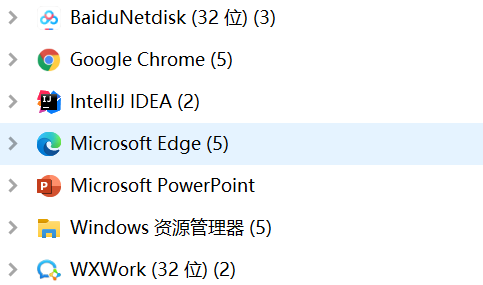 BaiduNetdisk (32 位) (3)
Google Chrome (5)
IntelliJ IDEA (2)
Microsoft Edge (5)
Microsoft PowerPoint
Windows 资源管理器 (5)
WXWork (32 位) (2)